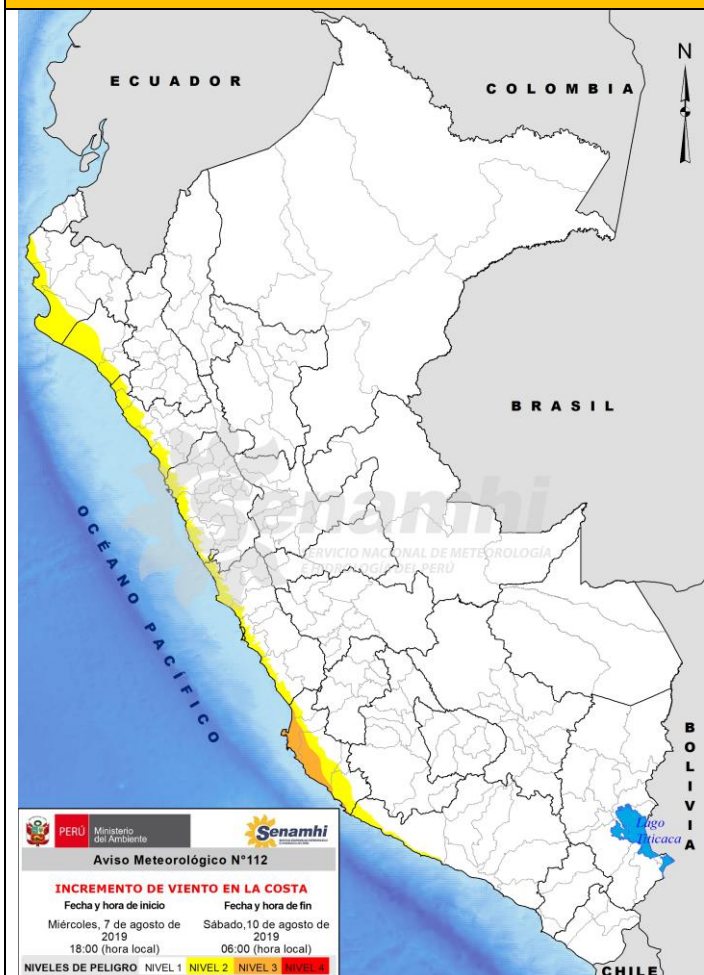 ECUADOR
COLOMBIA
N
BRASIL
Senamhi
SERVICIO NACIONAL DE METEOROLOGÍA
E HIDROLOGÍA DEL PERÚ
OCÉANO PACÍFICO
BOLIVIA
Lago
Titicaca
CHILE
PERÚ
Ministerio
del Ambiente
Senamhi
Aviso Meteorológico N°112
INCREMENTO DE VIENTO EN LA COSTA
Fecha y hora de inicio
Miércoles, 7 de agosto de
2019
18:00 (hora local)
Fecha y hora de fin
Sábado,10 de agosto de
2019
06:00 (hora local)
NIVELES DE PELIGRO NIVEL 1 NIVEL 2 NIVEL 3 NIVEL 4